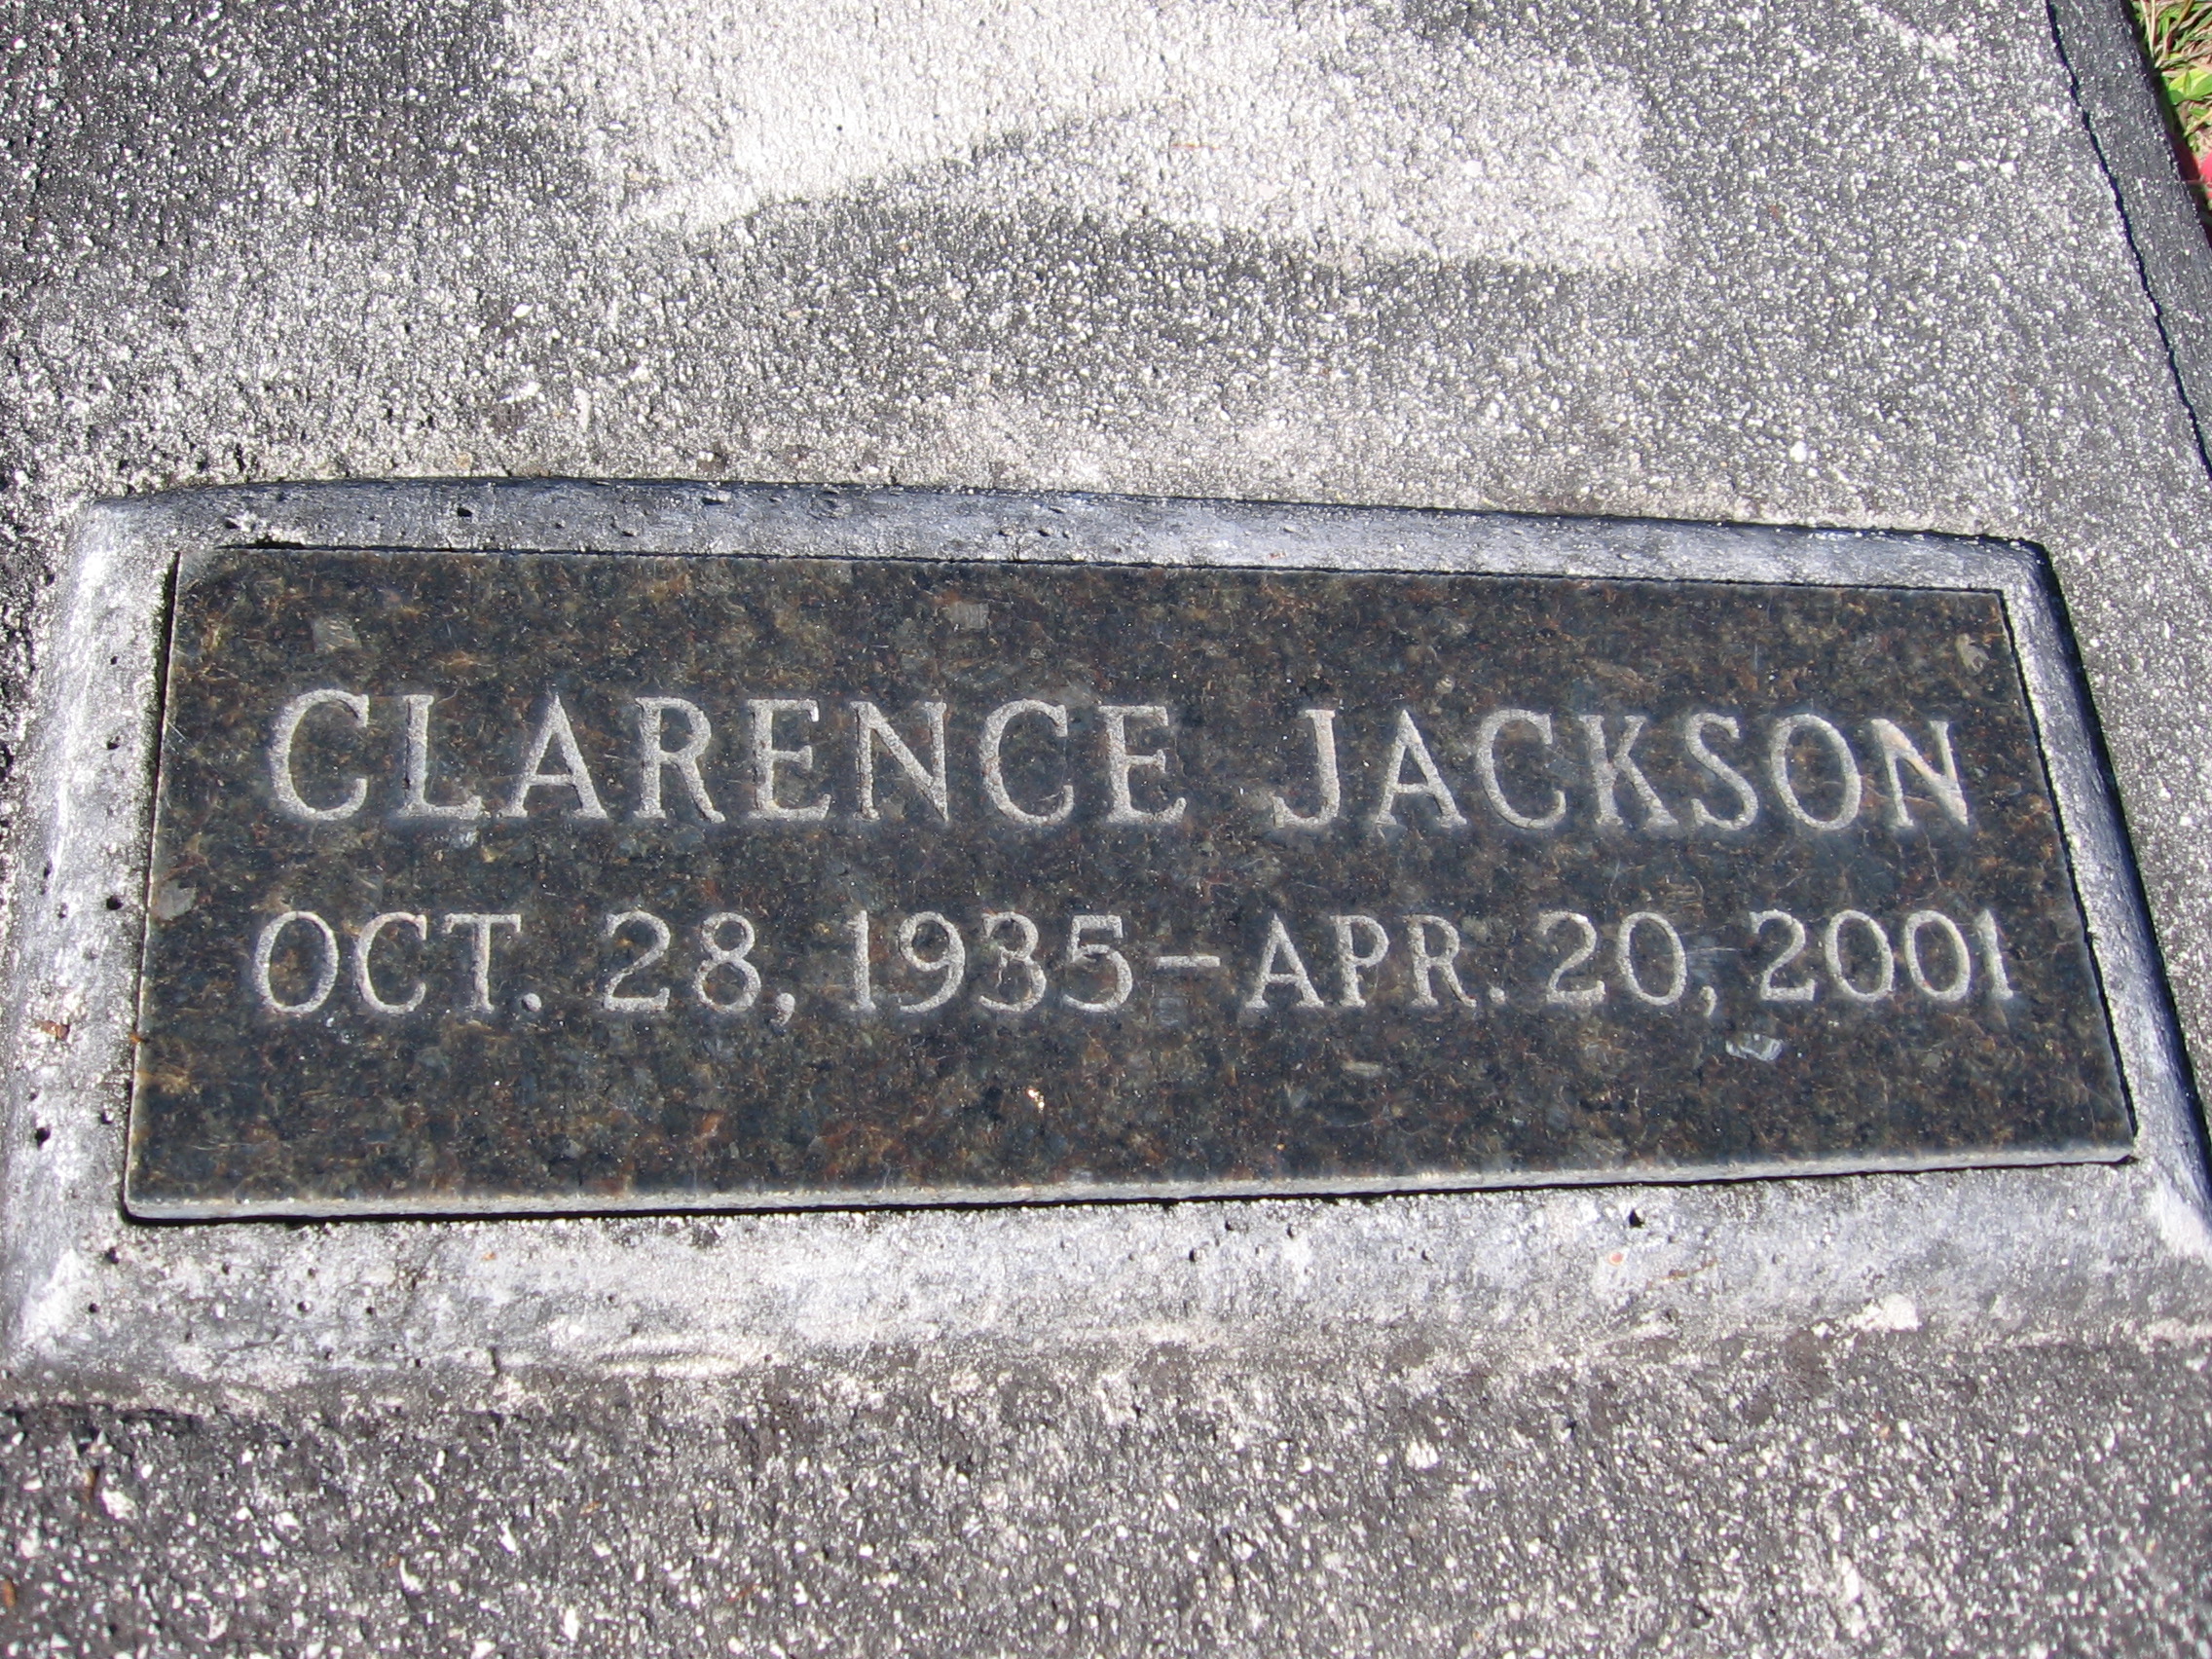 CLARENCE JACKSON
OCT. 28, 1935-APR. 20, 2001